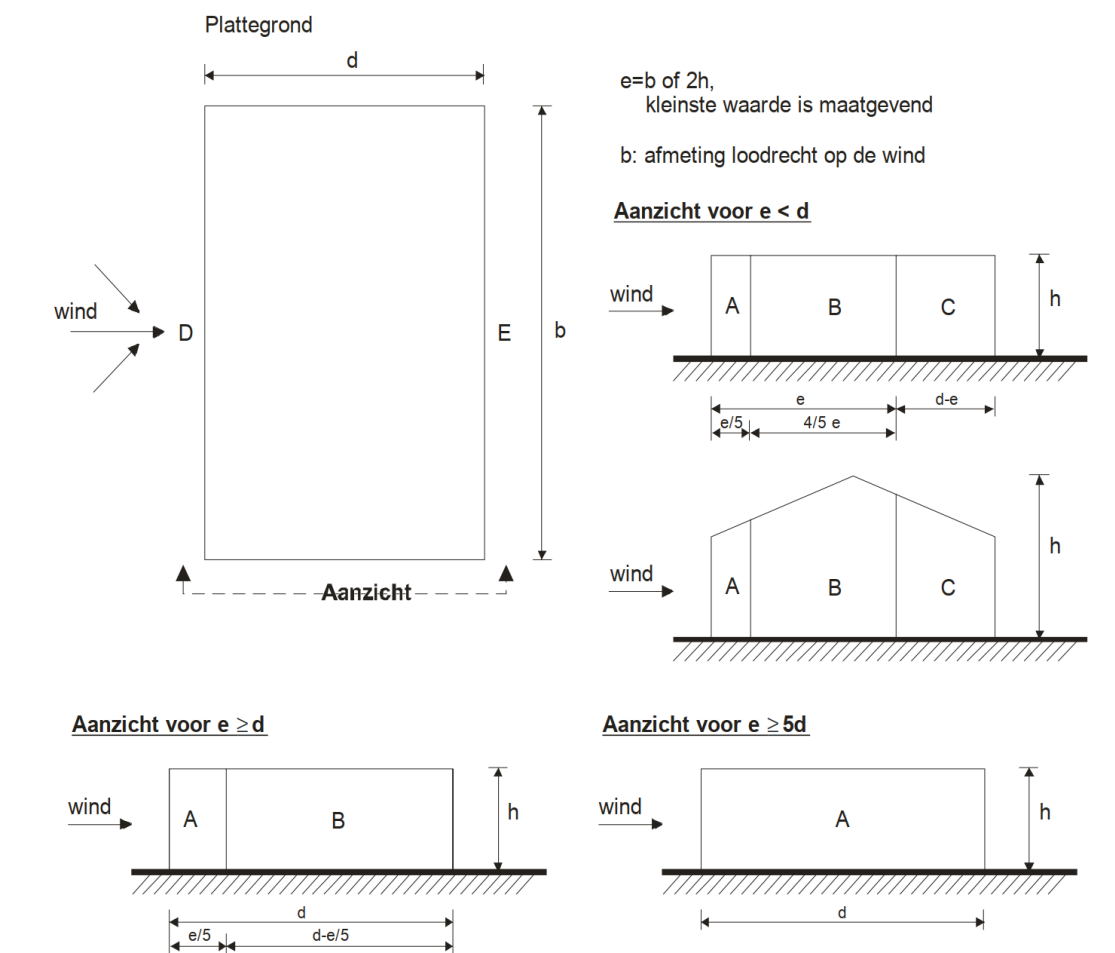 Plattegrond
d
e=b of 2h,
kleinste waarde is maatgevend
b: afmeting loodrecht op de wind
wind
D
E
b
Aanzicht
Aanzicht voor e < d
wind
A
B
C
h
e
d-e
e/5
4/5 e
wind
A
B
C
h
Aanzicht voor e ≥ d
wind
A
B
h
d
e/5
d-e/5
Aanzicht voor e ≥ 5d
wind
A
h
d